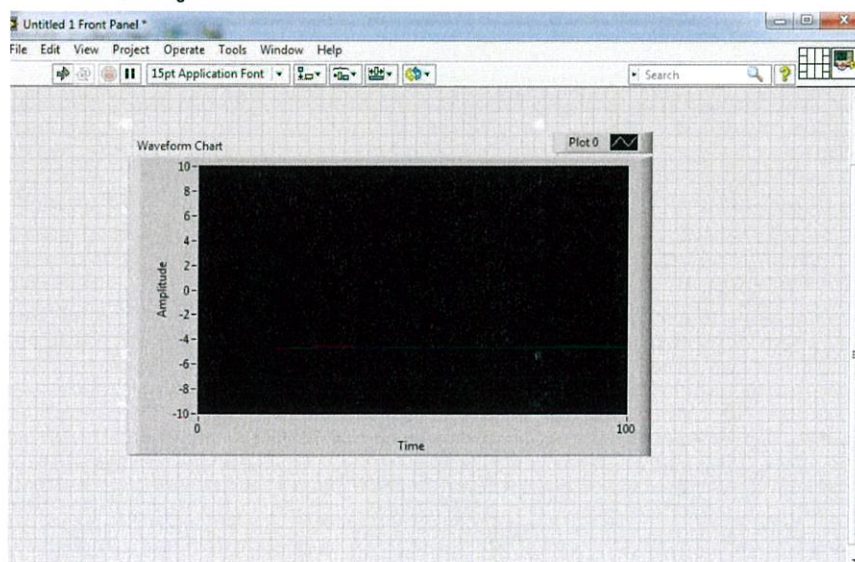 Untitled 1 Front Panel *
File Edit View Project Operate Tools Window Help
15pt Application Font
Search
Waveform Chart
Plot 0
10
8
6
4
2
0
-2
-4
-6
-8
-10
Amplitude
0
100
Time